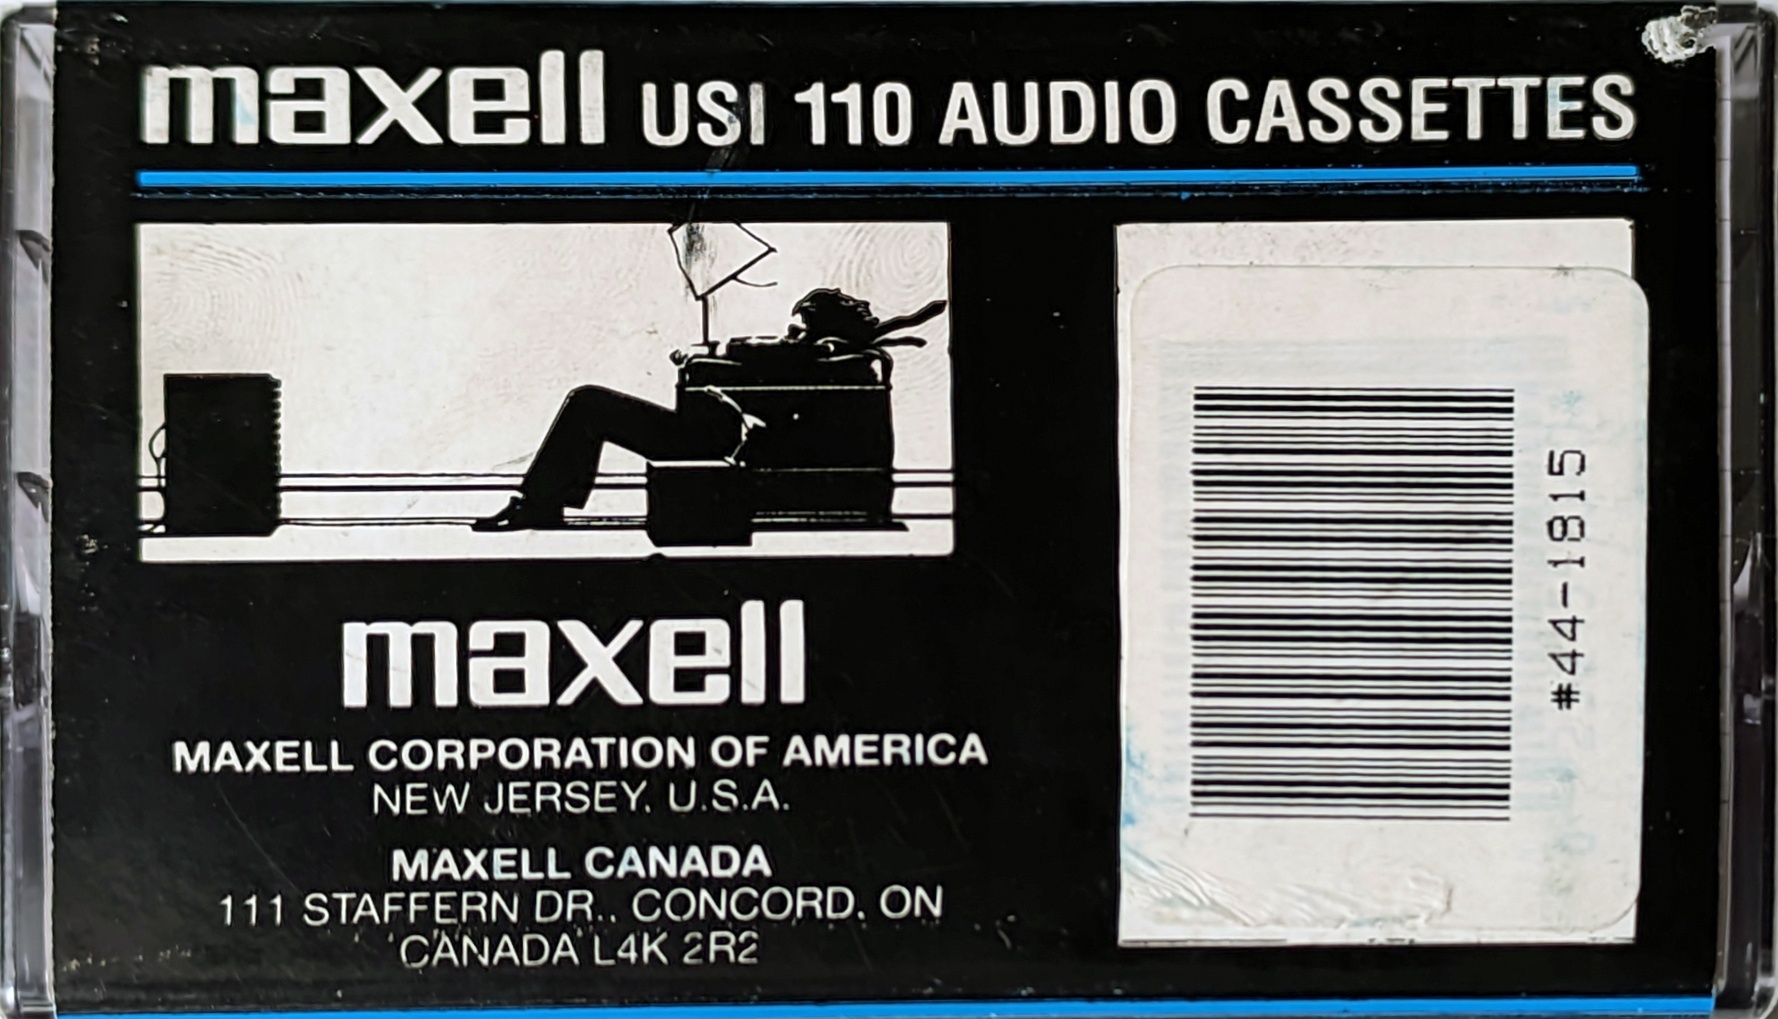 maxell USI 110 AUDIO CASSETTES
maxell
MAXELL CORPORATION OF AMERICA
NEW JERSEY, U.S.A.
MAXELL CANADA
111 STAFFERN DR., CONCORD, ON
CANADA L4K 2R2
#44-1815